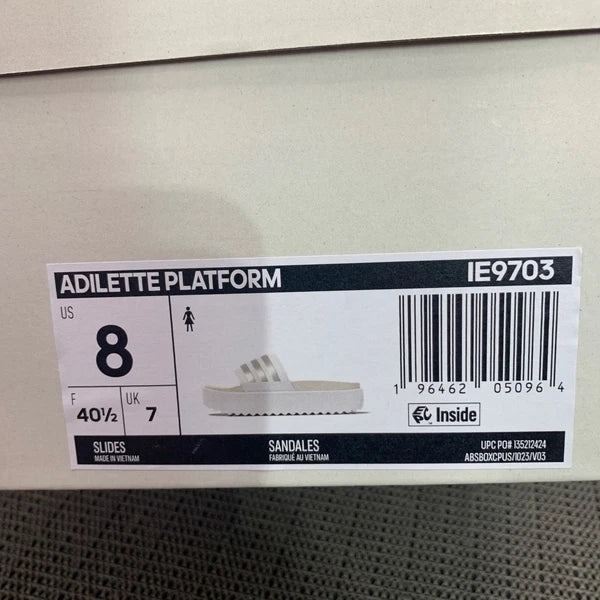 ADILETTE PLATFORM IE9703
US
8
F
40½
UK
7
1 96462 05096 4
Inside
SLIDES
MADE IN VIETNAM
SANDALES
FABRIQUÉ AU VIETNAM
UPC PO# 135212424
ABSBOXCPUS/1023/V03